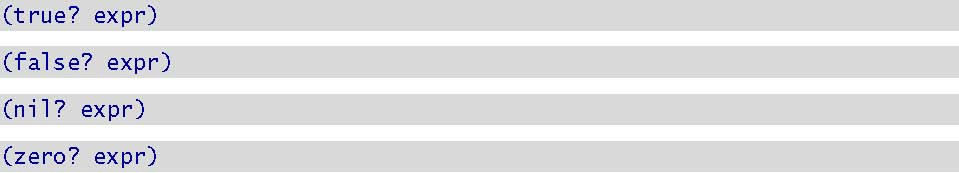 (true? expr)
(false? expr)
(nil? expr)
(zero? expr)